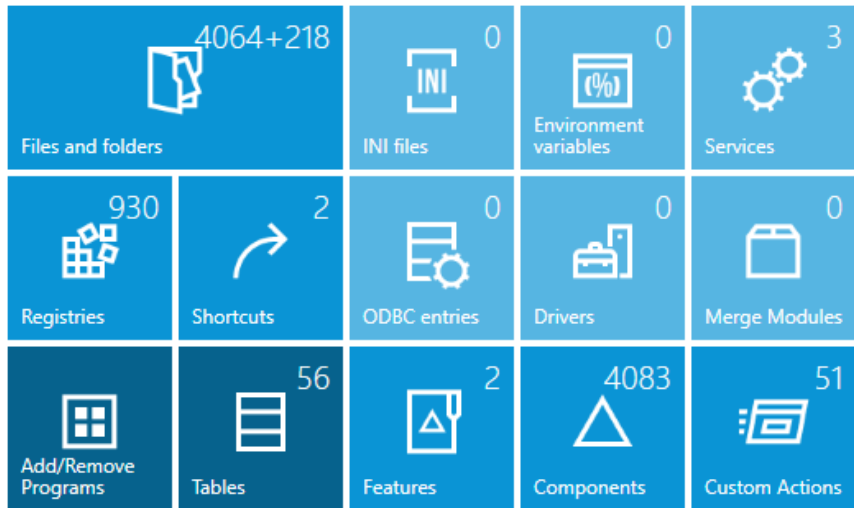 4064+218
Files and folders
0
INI
INI files
0
(%)
Environment
variables
3
Services
930
Registries
2
Shortcuts
0
ODBC entries
0
Drivers
0
Merge Modules
Add/Remove
Programs
56
Tables
2
Features
4083
Components
51
Custom Actions